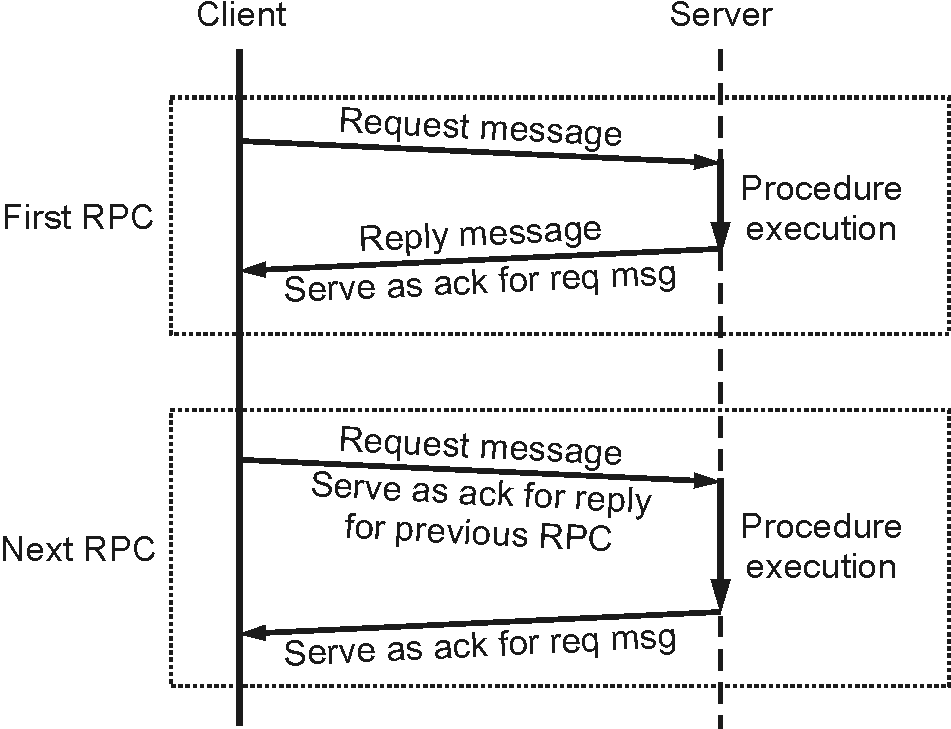 Client
Server
Request message
First RPC
Procedure
execution
Reply message
Serve as ack for req msg
Request message
Serve as ack for reply
for previous RPC
Next RPC
Procedure
execution
Serve as ack for req msg